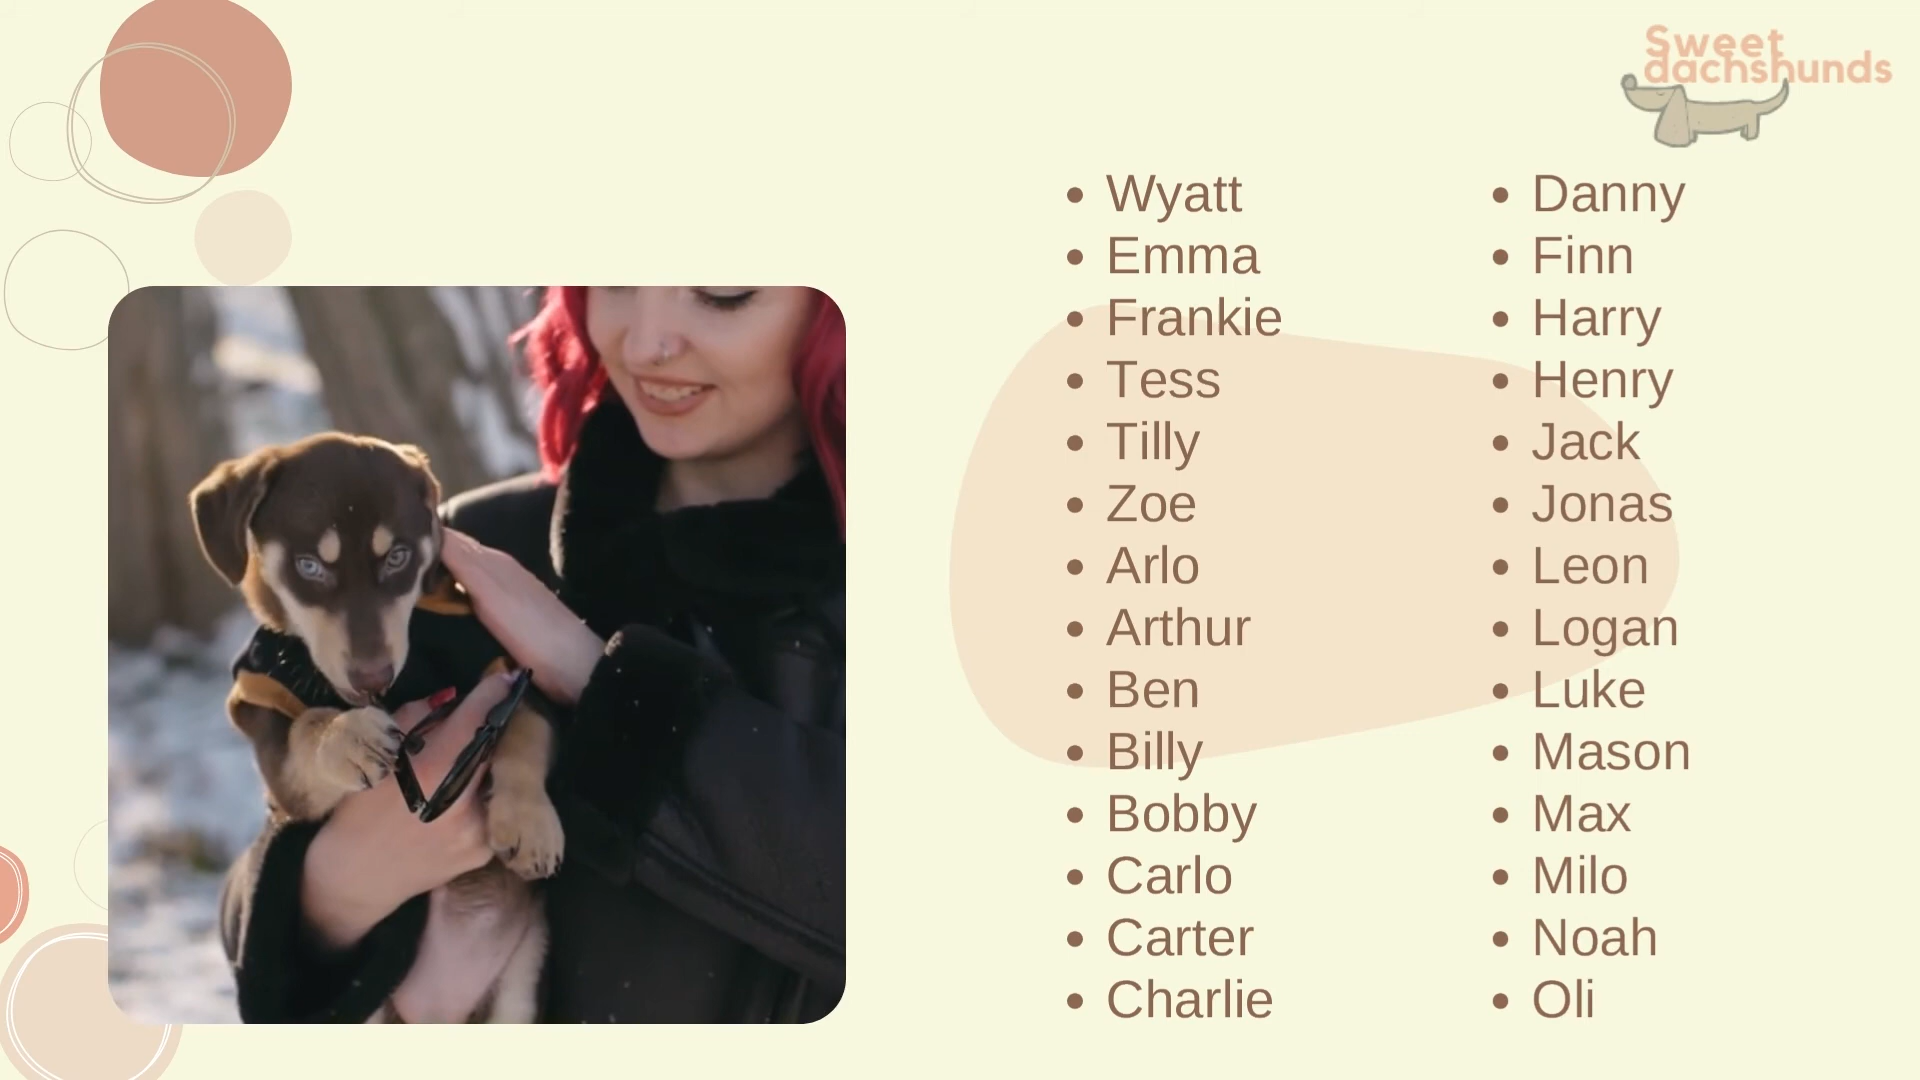 Sweet
dachshunds
• Wyatt
• Emma
• Frankie
• Tess
• Tilly
• Zoe
• Arlo
• Arthur
• Ben
• Billy
• Bobby
• Carlo
• Carter
• Charlie
• Danny
• Finn
• Harry
• Henry
• Jack
• Jonas
• Leon
• Logan
• Luke
• Mason
• Max
• Milo
• Noah
• Oli